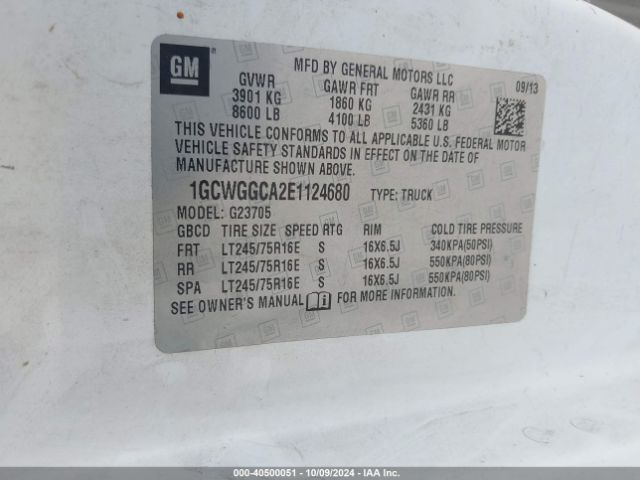 GM
MFD BY GENERAL MOTORS LLC
09/13
GVWR GAWR FRT GAWR RR
3901 KG 1860 KG 2431 KG
8600 LB 4100 LB 5360 LB
THIS VEHICLE CONFORMS TO ALL APPLICABLE U.S. FEDERAL MOTOR
VEHICLE SAFETY STANDARDS IN EFFECT ON THE DATE OF
MANUFACTURE SHOWN ABOVE.
1GCWGGCA2E1124680 TYPE: TRUCK
MODEL: G23705
GBCD TIRE SIZE SPEED RTG RIM COLD TIRE PRESSURE
FRT LT245/75R16E S 16X6.5J 340KPA(50PSI)
RR LT245/75R16E S 16X6.5J 550KPA(80PSI)
SPA LT245/75R16E S 16X6.5J 550KPA(80PSI)
SEE OWNER'S MANUAL FOR MORE INFORMATION.
000-40500051 - 10/09/2024 - IAA Inc.